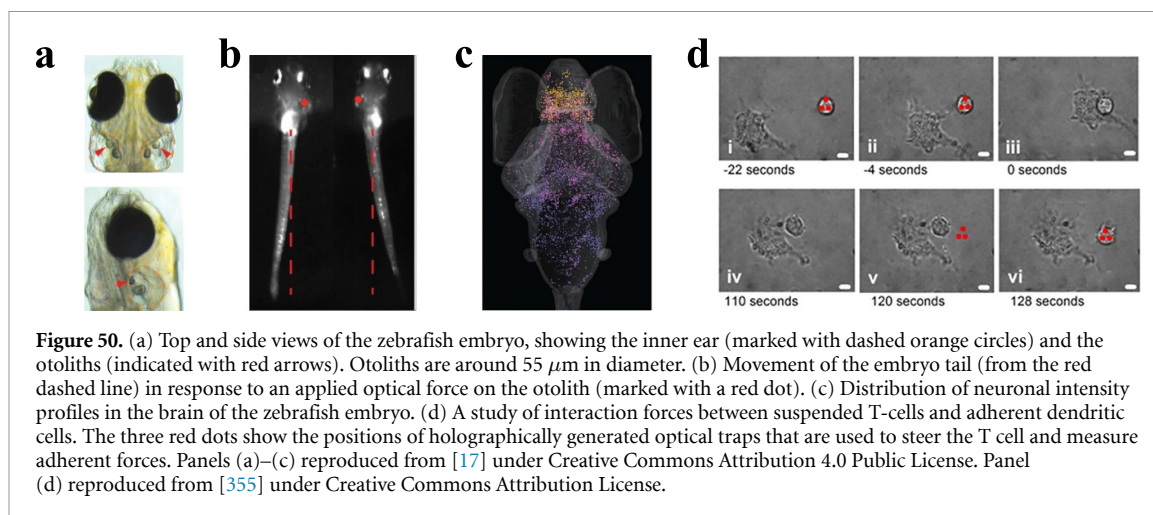 a
b
c
d
i
ii
iii
-22 seconds
-4 seconds
0 seconds
iv
v
vi
110 seconds
120 seconds
128 seconds
Figure 50. (a) Top and side views of the zebrafish embryo, showing the inner ear (marked with dashed orange circles) and the
otoliths (indicated with red arrows). Otoliths are around 55 μm in diameter. (b) Movement of the embryo tail (from the red
dashed line) in response to an applied optical force on the otolith (marked with a red dot). (c) Distribution of neuronal intensity
profiles in the brain of the zebrafish embryo. (d) A study of interaction forces between suspended T-cells and adherent dendritic
cells. The three red dots show the positions of holographically generated optical traps that are used to steer the T cell and measure
adherent forces. Panels (a)–(c) reproduced from [17] under Creative Commons Attribution 4.0 Public License. Panel
(d) reproduced from [355] under Creative Commons Attribution License.